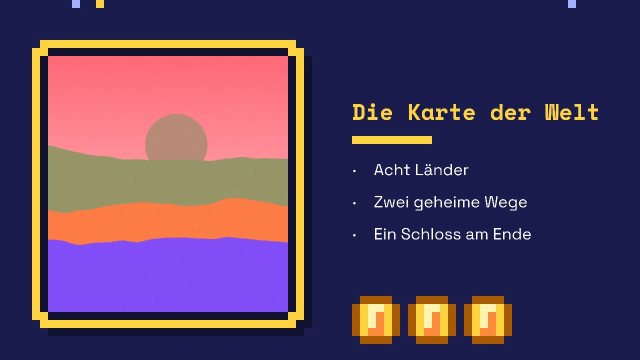 Die Karte der Welt
· Acht Länder
· Zwei geheime Wege
· Ein Schloss am Ende